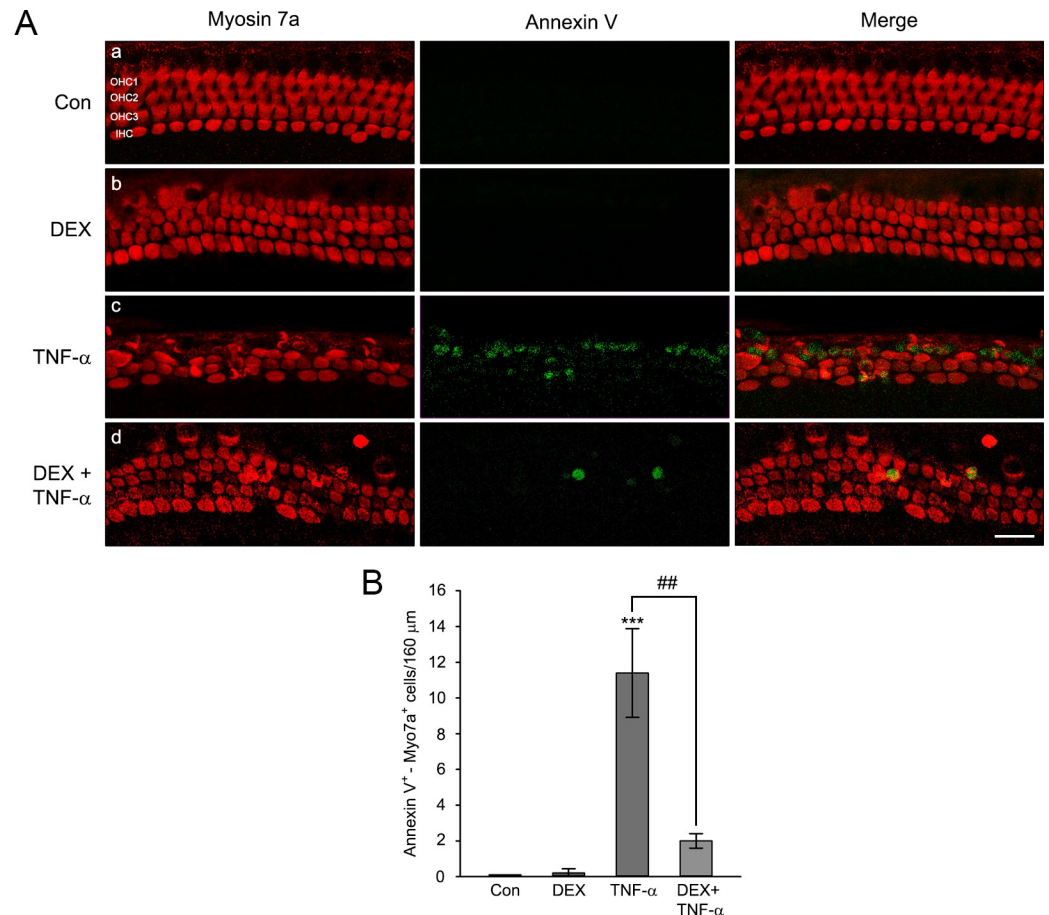 A
Myosin 7a
Annexin V
Merge
Con
a
OHC1
OHC2
OHC3
IHC
DEX
b
TNF-α
c
DEX +
TNF-α
d
B
Annexin V⁺ - Myo7a⁺ cells/160 μm
16
14
12
10
8
6
4
2
0
***
##
Con
DEX
TNF-α
DEX+
TNF-α